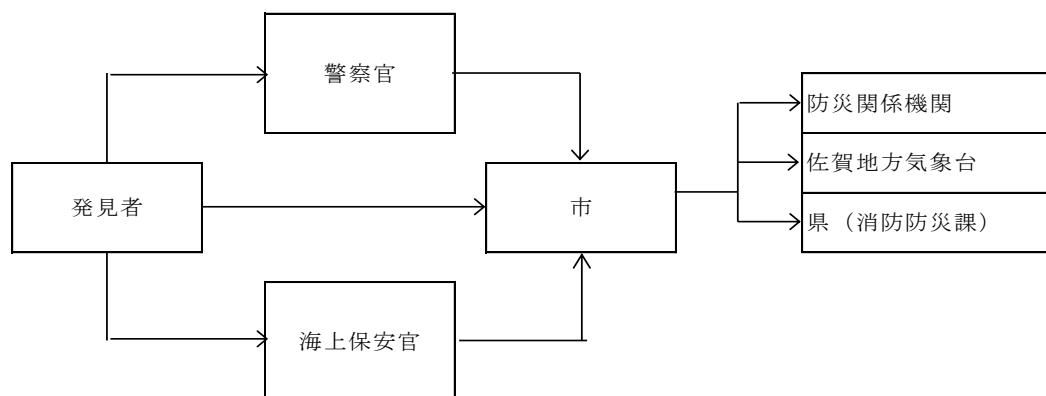 警察官
防災関係機関
佐賀地方気象台
発見者
市
県（消防防災課）
海上保安官